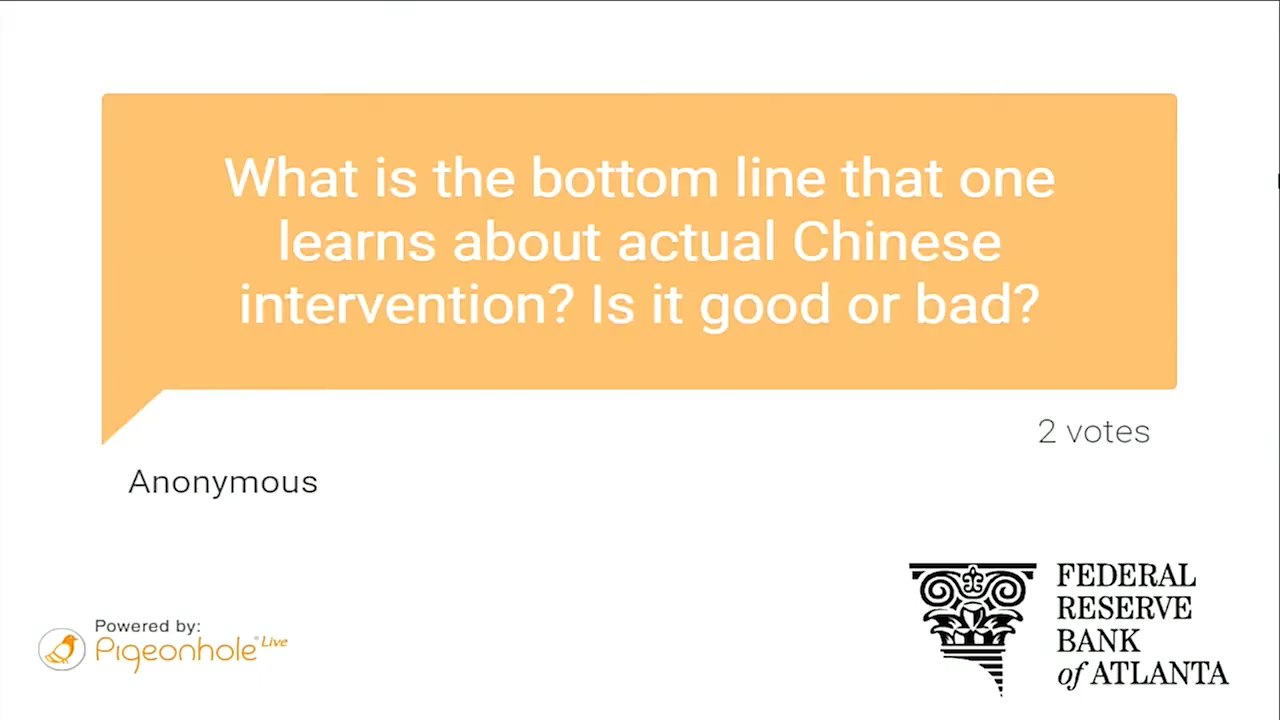 What is the bottom line that one
learns about actual Chinese
intervention? Is it good or bad?
2 votes
Anonymous
Powered by:
Pigeonhole Live
FEDERAL
RESERVE
BANK
of ATLANTA